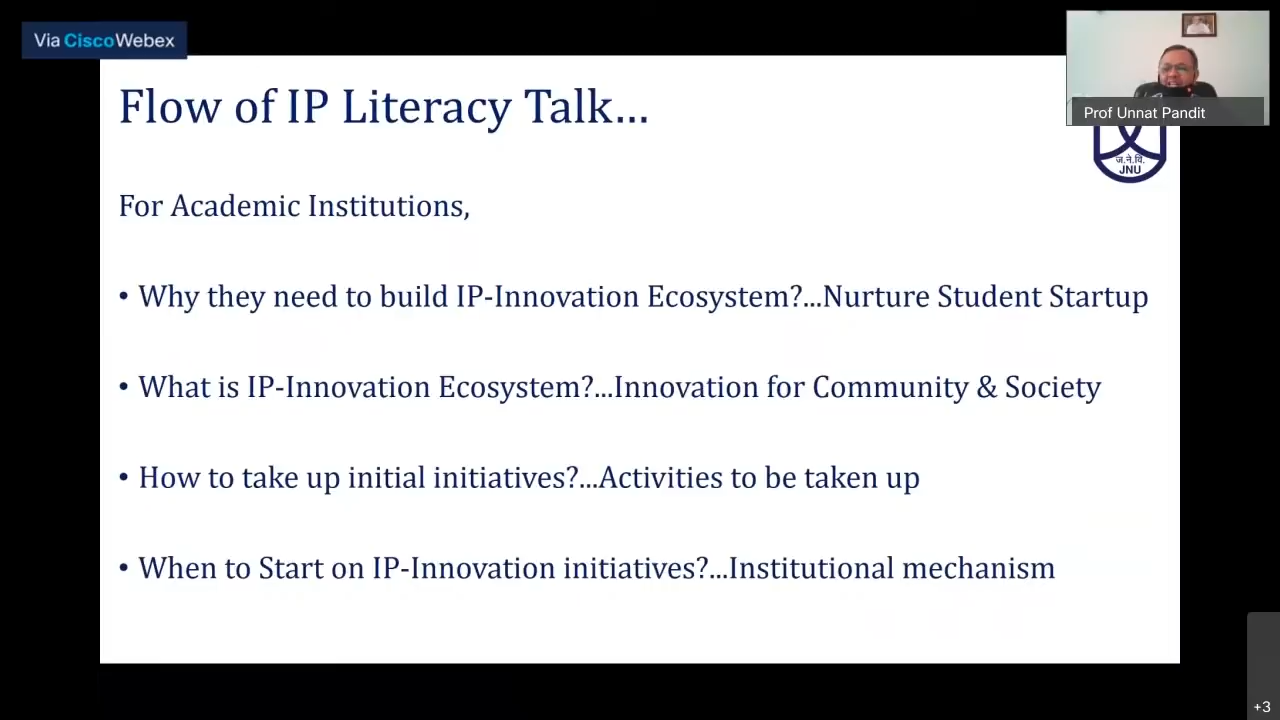 Via CiscoWebex
Flow of IP Literacy Talk...
Prof Unnat Pandit
ज.ने.वि.
JNU
For Academic Institutions,
• Why they need to build IP-Innovation Ecosystem?...Nurture Student Startup
• What is IP-Innovation Ecosystem?...Innovation for Community & Society
• How to take up initial initiatives?...Activities to be taken up
• When to Start on IP-Innovation initiatives?...Institutional mechanism
+3